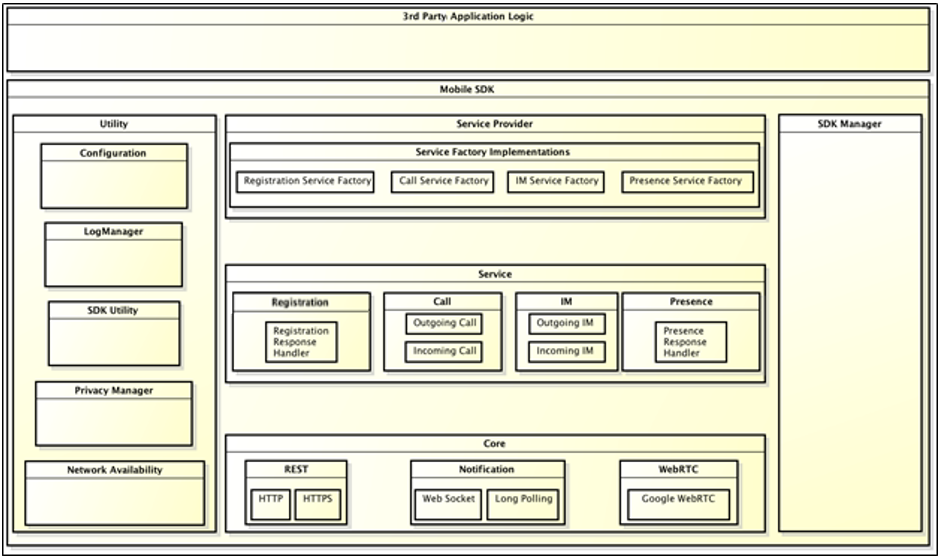 3rd Party Application Logic
Mobile SDK
Utility
Configuration
LogManager
SDK Utility
Privacy Manager
Network Availability
Service Provider
Service Factory Implementations
Registration Service Factory
Call Service Factory
IM Service Factory
Presence Service Factory
Service
Registration
Registration
Response
Handler
Call
Outgoing Call
Incoming Call
IM
Outgoing IM
Incoming IM
Presence
Presence
Response
Handler
Core
REST
HTTP
HTTPS
Notification
Web Socket
Long Polling
WebRTC
Google WebRTC
SDK Manager